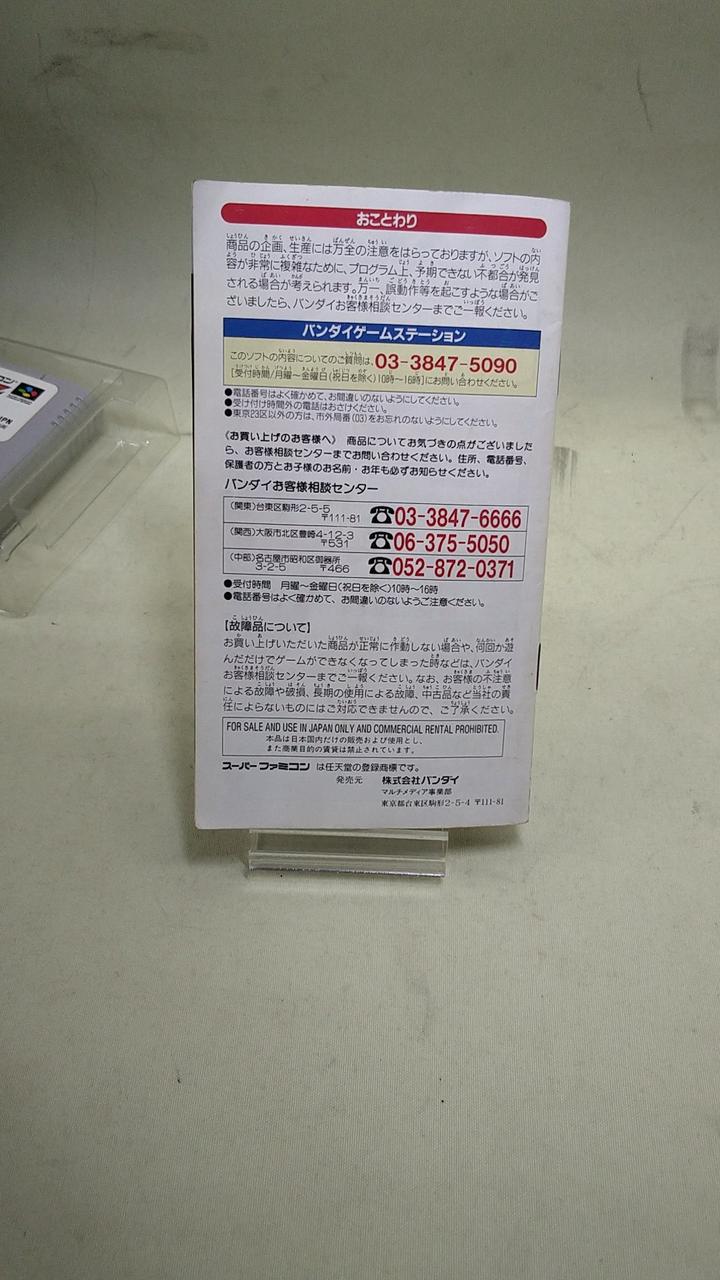 おことわり
商品の企画、生産には万全の注意をはらっておりますが、ソフトの内
容が非常に複雑なために、プログラム上、予期できない不都合が発見
される場合が考えられます。万一、誤動作等を起こすような場合がご
ざいましたら、バンダイお客様相談センターまでご一報ください。
バンダイゲームステーション
このソフトの内容についてのご質問は、03-3847-5090
[受付時間/月曜〜金曜日(祝日を除く)10時〜16時]にお問い合わせください。
●電話番号はよく確かめて、お間違いのないようにしてください。
●受け付け時間外の電話はおさけください。
●東京23区以外の方は、市外局番(03)をお忘れのないようにしてください。
《お買い上げのお客様へ》 商品についてお気づきの点がございました
ら、お客様相談センターまでお問い合わせください。住所、電話番号、
保護者の方とお子様のお名前・お年も必ずお知らせください。
バンダイお客様相談センター
(関東)台東区駒形2-5-5 〒111-81 ☎03-3847-6666
(関西)大阪市北区豊崎4-12-3 〒531 ☎06-375-5050
(中部)名古屋市昭和区御器所3-2-5 〒466 ☎052-872-0371
●受付時間 月曜〜金曜日(祝日を除く)10時〜16時
●電話番号はよく確かめて、お間違いのないようご注意ください。
【故障品について】
お買い上げいただいた商品が正常に作動しない場合や、何回か遊
んだだけでゲームができなくなってしまった時などは、バンダイ
お客様相談センターまでご一報ください。なお、お客様の不注意
による故障や破損、長期の使用による故障、中古品など当社の責
任によらないものにはご対応できませんので、ご了承ください。
FOR SALE AND USE IN JAPAN ONLY AND COMMERCIAL RENTAL PROHIBITED.
本品は日本国内だけの販売および使用とし、
また商業目的の賃貸は禁止されています。
スーパーファミコン は任天堂の登録商標です。
発売元 株式会社バンダイ
マルチメディア事業部
東京都台東区駒形2-5-4 〒111-81